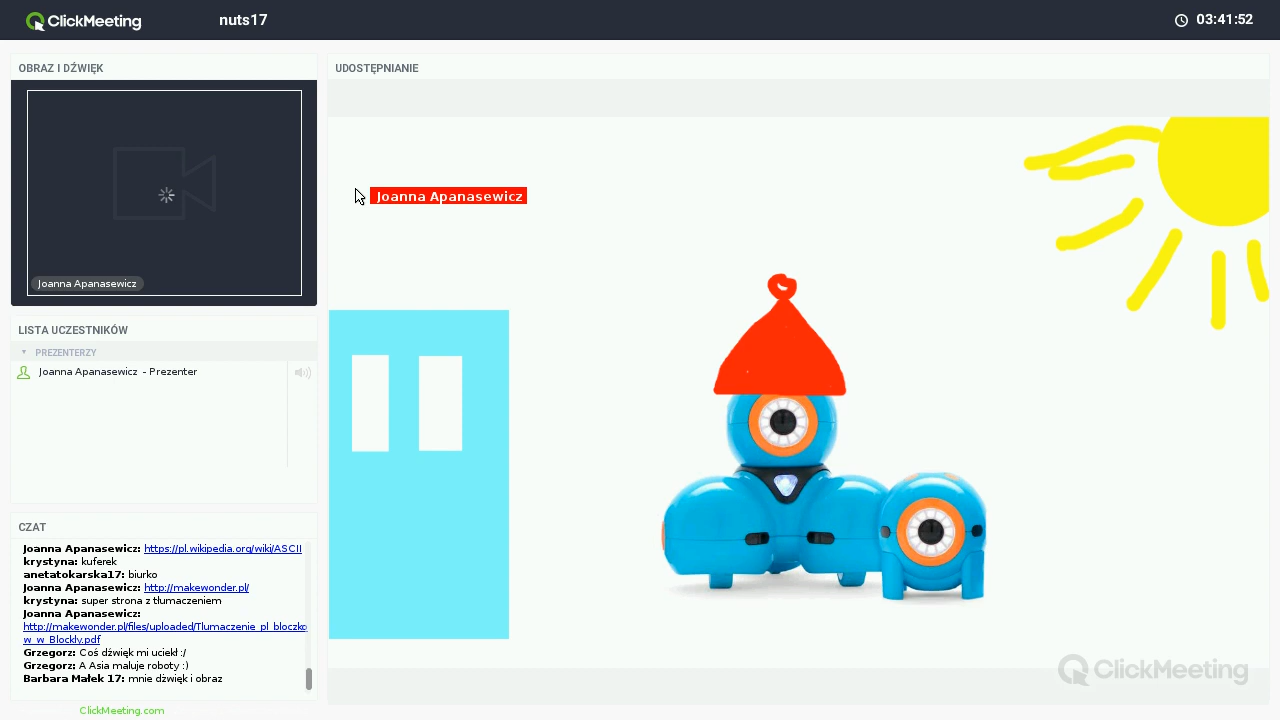 ClickMeeting
nuts17
03:41:52
OBRAZ I DŹWIĘK
Joanna Apanasewicz
LISTA UCZESTNIKÓW
PREZENTERZY
Joanna Apanasewicz - Prezenter
CZAT
Joanna Apanasewicz: https://pl.wikipedia.org/wiki/ASCII
krystyna: kuferek
anetatokarska17: biurko
Joanna Apanasewicz: http://makewonder.pl/
krystyna: super strona z tłumaczeniem
Joanna Apanasewicz:
http://makewonder.pl/files/uploaded/Tlumaczenie_pl_bloczko
w_w_Blockly.pdf
Grzegorz: Coś dźwięk mi uciekł :/
Grzegorz: A Asia maluje roboty :)
Barbara Małek 17: mnie dźwięk i obraz
ClickMeeting.com
UDOSTĘPNIANIE
Joanna Apanasewicz
ClickMeeting